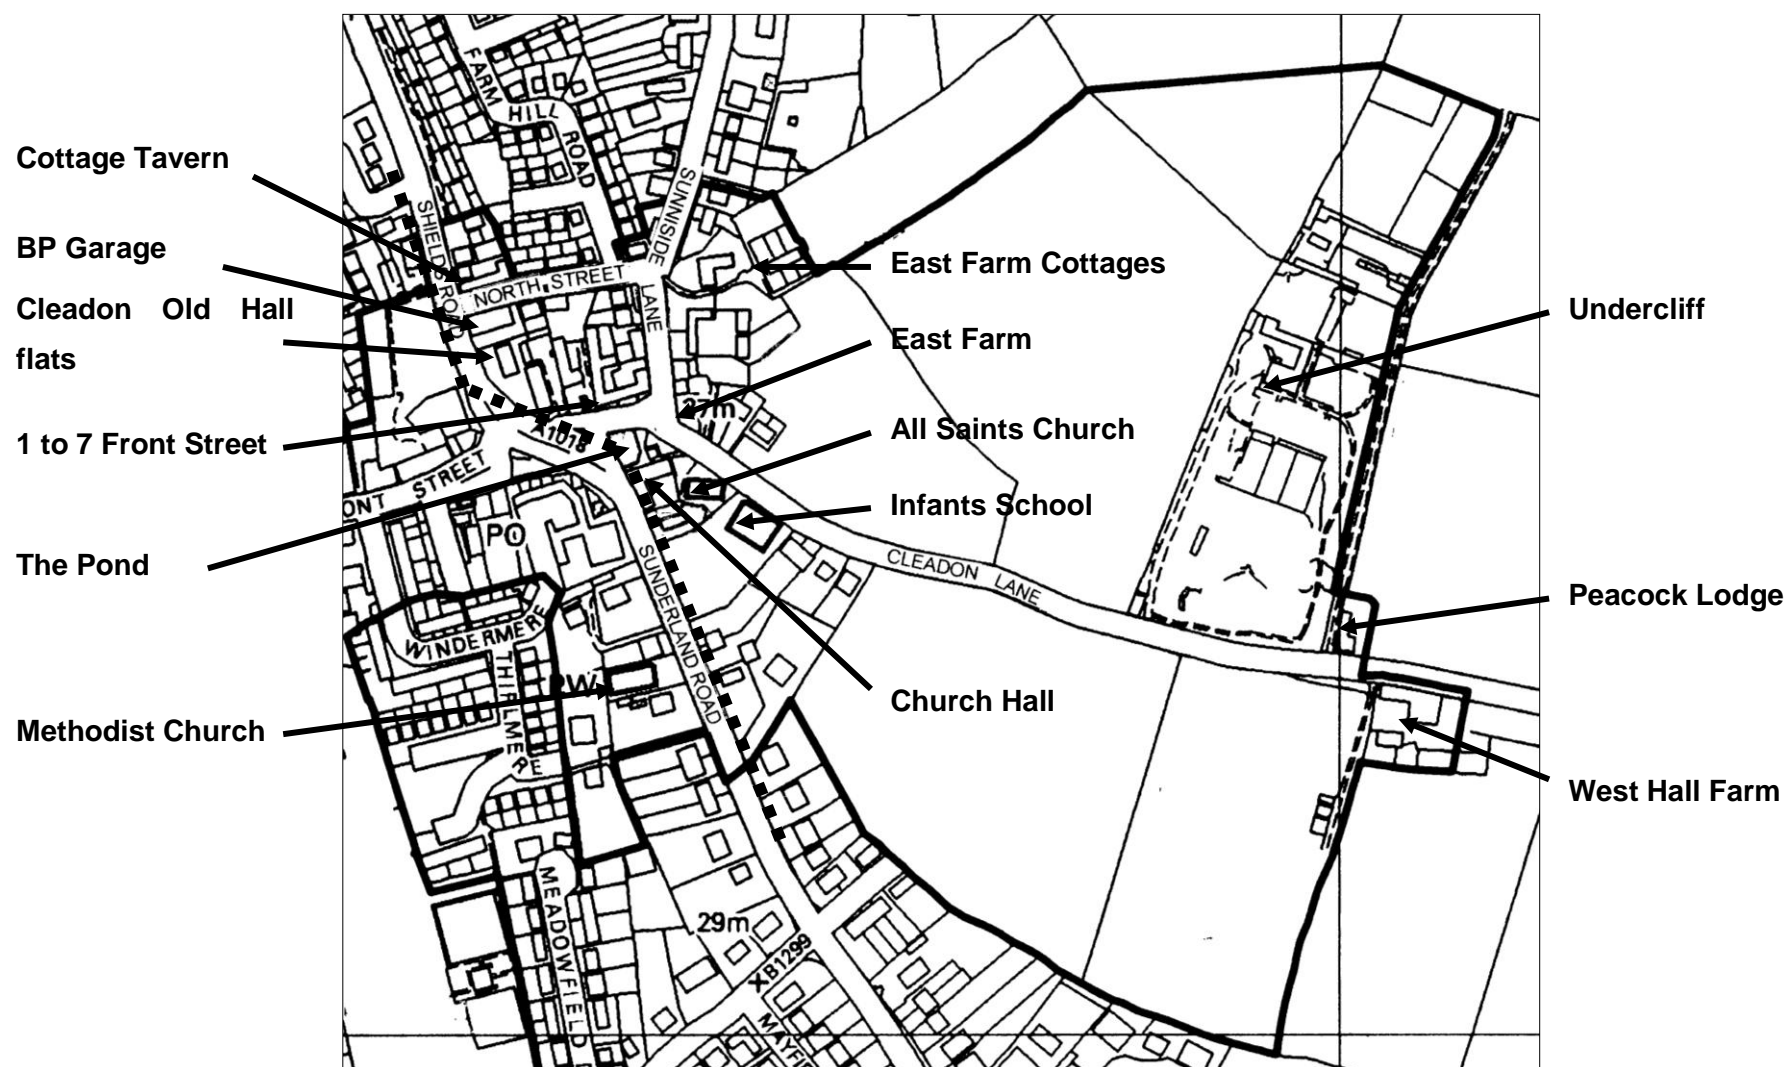 Cottage Tavern
BP Garage
Cleadon Old Hall
flats
1 to 7 Front Street
The Pond
Methodist Church
East Farm Cottages
East Farm
All Saints Church
Infants School
Church Hall
Undercliff
Peacock Lodge
West Hall Farm
FARM HILL ROAD
SUNNISIDE
LANE
SHIELDS ROAD
NORTH STREET
27m
A1018
ONT STREET
PO
CLEADON LANE
SUNDERLAND ROAD
WINDERMERE
THIRLMERE
PW
MEADOWFIELD
29m
B1299
MAYFI